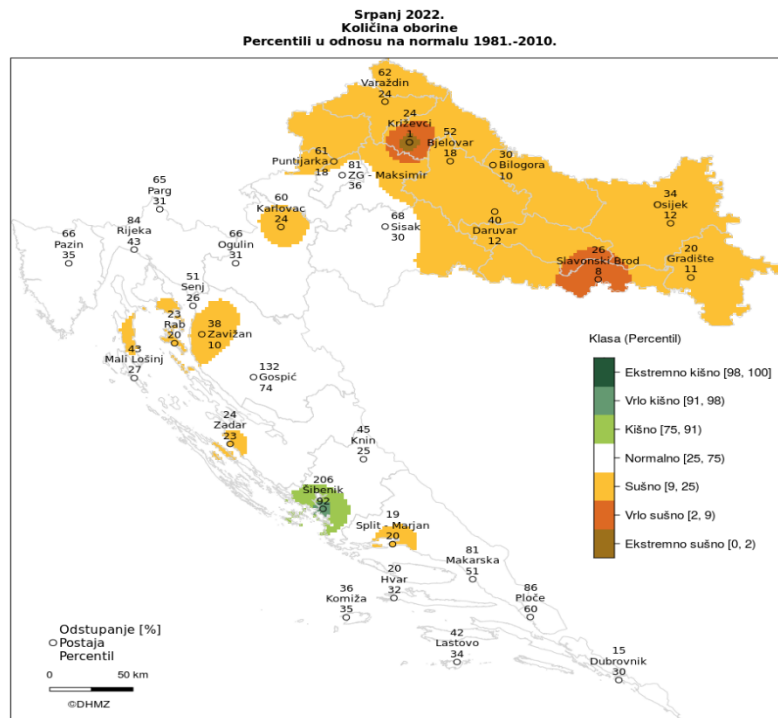 Srpanj 2022.
Količina oborine
Percentili u odnosu na normalu 1981.-2010.
62
Varaždin
24
24
Križevci
1
52
Bjelovar
18
61
Puntijarka
18
81
ZG - Maksimir
36
30
Bilogora
10
65
Parg
31
60
Karlovac
24
34
Osijek
12
84
Rijeka
43
68
Sisak
30
40
Daruvar
12
66
Pazin
35
66
Ogulin
31
26
Slavonski Brod
8
20
Gradište
11
51
Senj
26
23
Rab
20
38
Zavižan
10
43
Mali Lošinj
27
132
Gospić
74
24
Zadar
23
45
Knin
25
206
Šibenik
92
19
Split - Marjan
20
81
Makarska
51
20
Hvar
32
36
Komiža
35
86
Ploče
60
42
Lastovo
34
15
Dubrovnik
30
Klasa (Percentil)
Ekstremno kišno [98, 100]
Vrlo kišno [91, 98)
Kišno [75, 91)
Normalno [25, 75)
Sušno [9, 25)
Vrlo sušno [2, 9)
Ekstremno sušno [0, 2)
Odstupanje [%]
Postaja
Percentil
0 50 km
©DHMZ